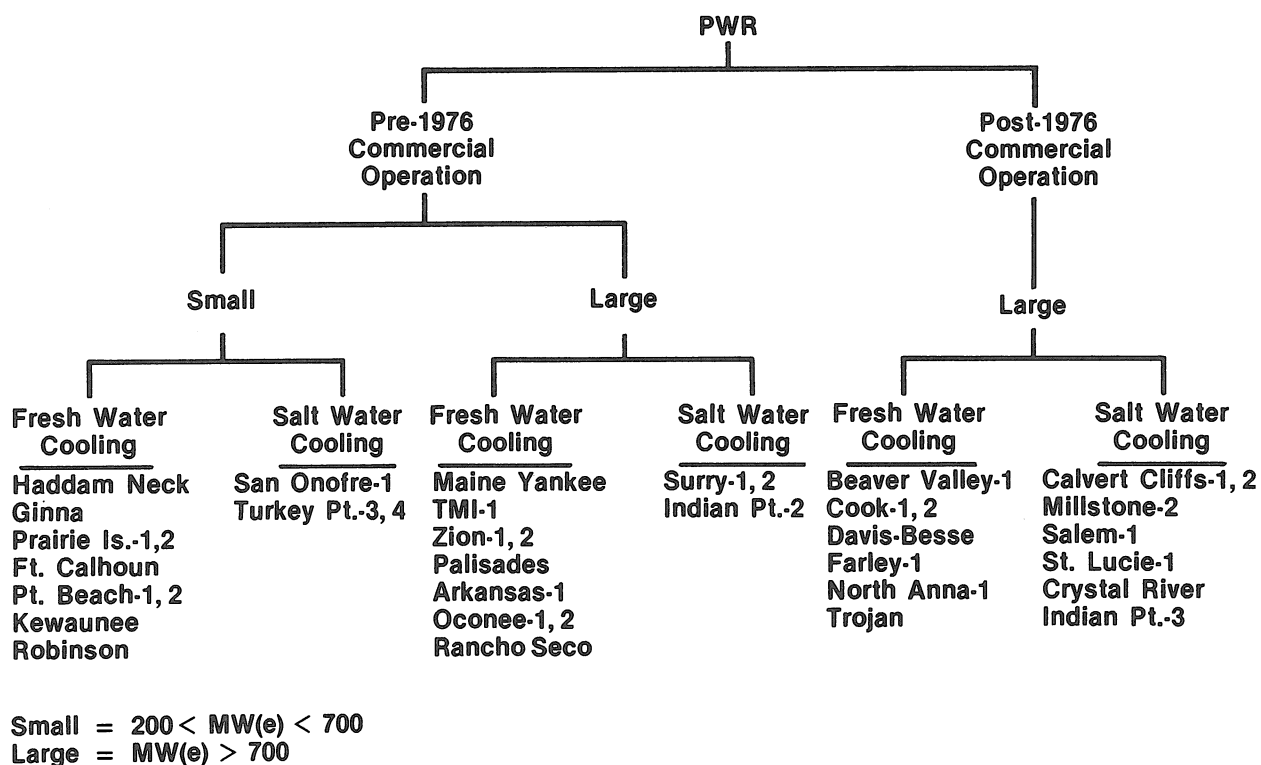 PWR
Pre-1976
Commercial
Operation
Post-1976
Commercial
Operation
Small
Large
Large
Fresh Water
Cooling
Haddam Neck
Ginna
Prairie Is.-1,2
Ft. Calhoun
Pt. Beach-1, 2
Kewaunee
Robinson
Salt Water
Cooling
San Onofre-1
Turkey Pt.-3, 4
Fresh Water
Cooling
Maine Yankee
TMI-1
Zion-1, 2
Palisades
Arkansas-1
Oconee-1, 2
Rancho Seco
Salt Water
Cooling
Surry-1, 2
Indian Pt.-2
Fresh Water
Cooling
Beaver Valley-1
Cook-1, 2
Davis-Besse
Farley-1
North Anna-1
Trojan
Salt Water
Cooling
Calvert Cliffs-1, 2
Millstone-2
Salem-1
St. Lucie-1
Crystal River
Indian Pt.-3
Small = 200 < MW(e) < 700
Large = MW(e) > 700